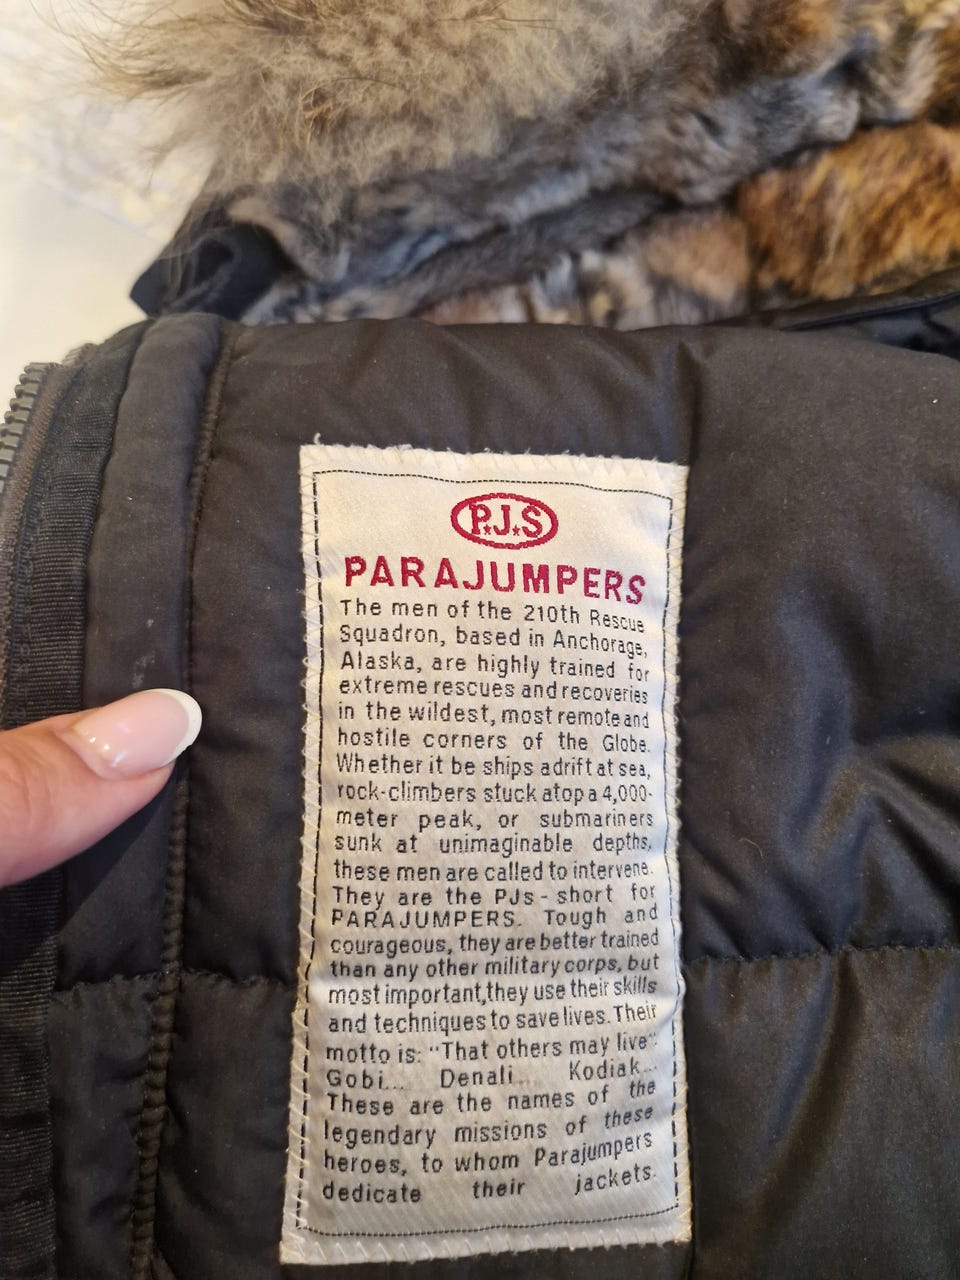 P.J.S
PARAJUMPERS
The men of the 210th Rescue
Squadron, based in Anchorage,
Alaska, are highly trained for
extreme rescues and recoveries
in the wildest, most remote and
hostile corners of the Globe.
Whether it be ships adrift at sea,
rock-climbers stuck atop a 4,000-
meter peak, or submariners
sunk at unimaginable depths,
these men are called to intervene.
They are the PJs - short for
PARAJUMPERS. Tough and
courageous, they are better trained
than any other military corps, but
most important,they use their skills
and techniques to save lives. Their
motto is: "That others may live".
Gobi... Denali... Kodiak...
These are the names of the
legendary missions of these
heroes, to whom Parajumpers
dedicate their jackets.